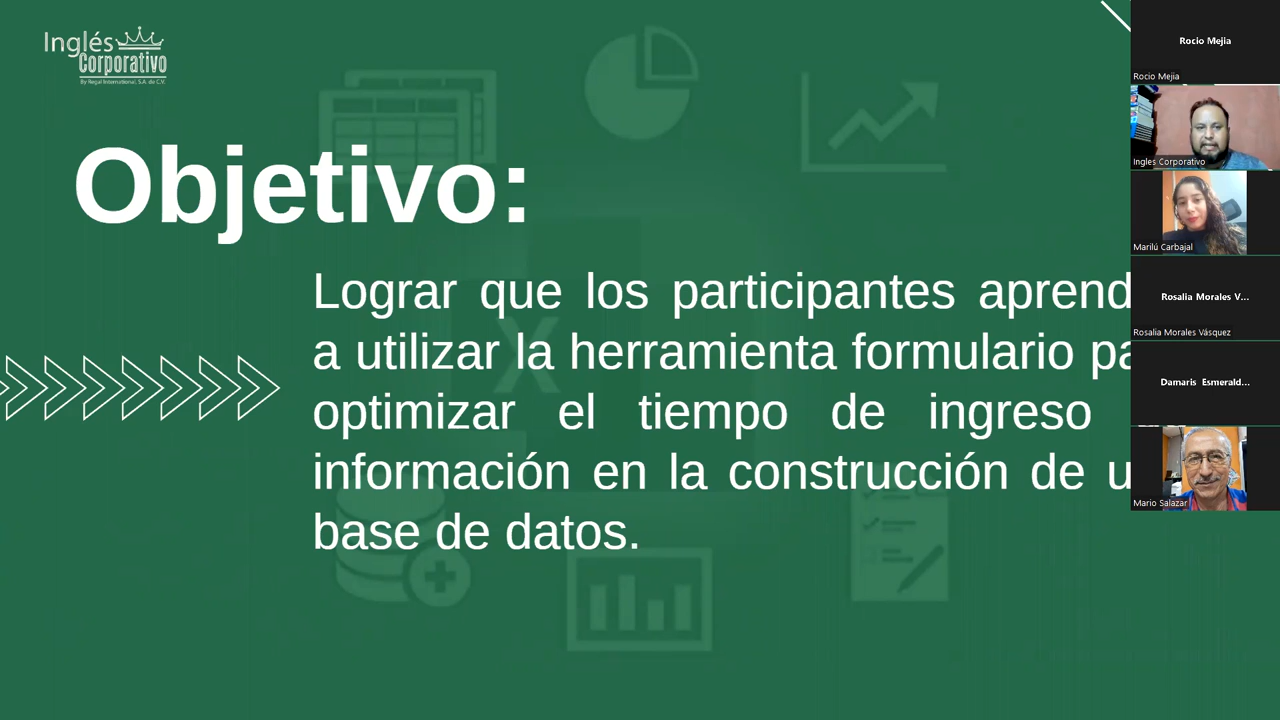 Inglés
Corporativo
By Regal International, S.A. de C.V.
Objetivo:
Lograr que los participantes aprend
a utilizar la herramienta formulario pa
optimizar el tiempo de ingreso
información en la construcción de u
base de datos.
Rocio Mejia
Rocio Mejia
Ingles Corporativo
Marilú Carbajal
Rosalia Morales V...
Rosalia Morales Vásquez
Damaris Esmerald...
Mario Salazar